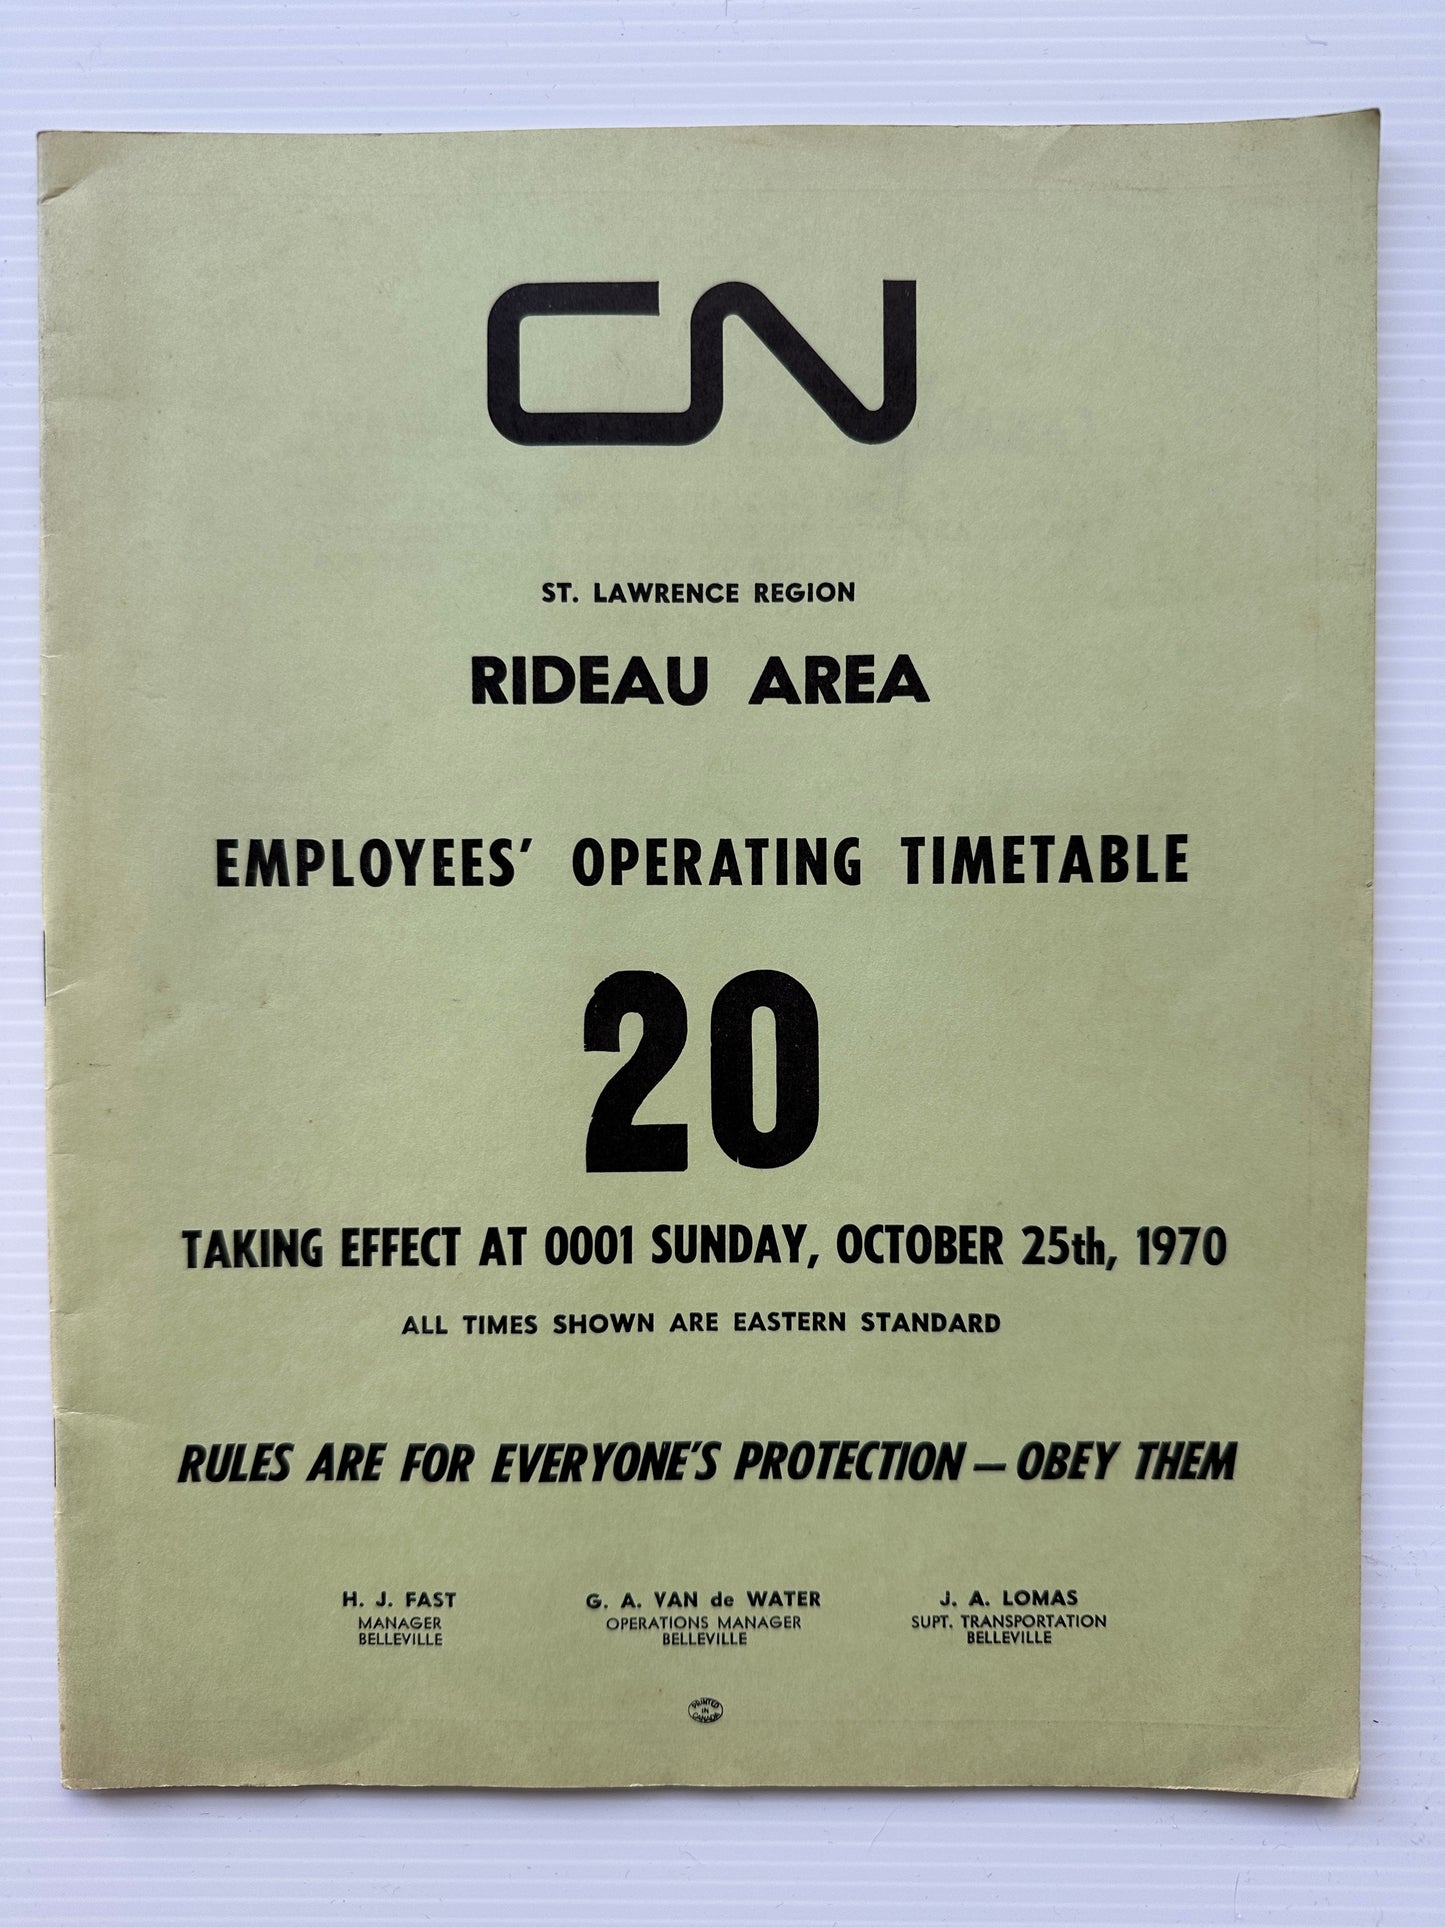 CN
ST. LAWRENCE REGION
RIDEAU AREA
EMPLOYEES' OPERATING TIMETABLE
20
TAKING EFFECT AT 0001 SUNDAY, OCTOBER 25th, 1970
ALL TIMES SHOWN ARE EASTERN STANDARD
RULES ARE FOR EVERYONE'S PROTECTION — OBEY THEM
H. J. FAST
MANAGER
BELLEVILLE
G. A. VAN de WATER
OPERATIONS MANAGER
BELLEVILLE
J. A. LOMAS
SUPT. TRANSPORTATION
BELLEVILLE
PRINTED
IN
CANADA